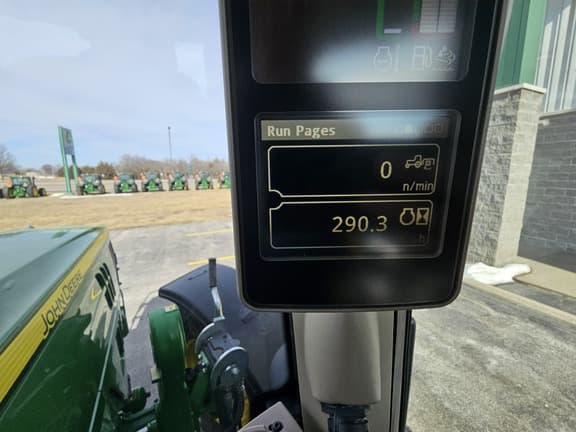 Run Pages
0
n/min
290.3
h
JOHN DEERE